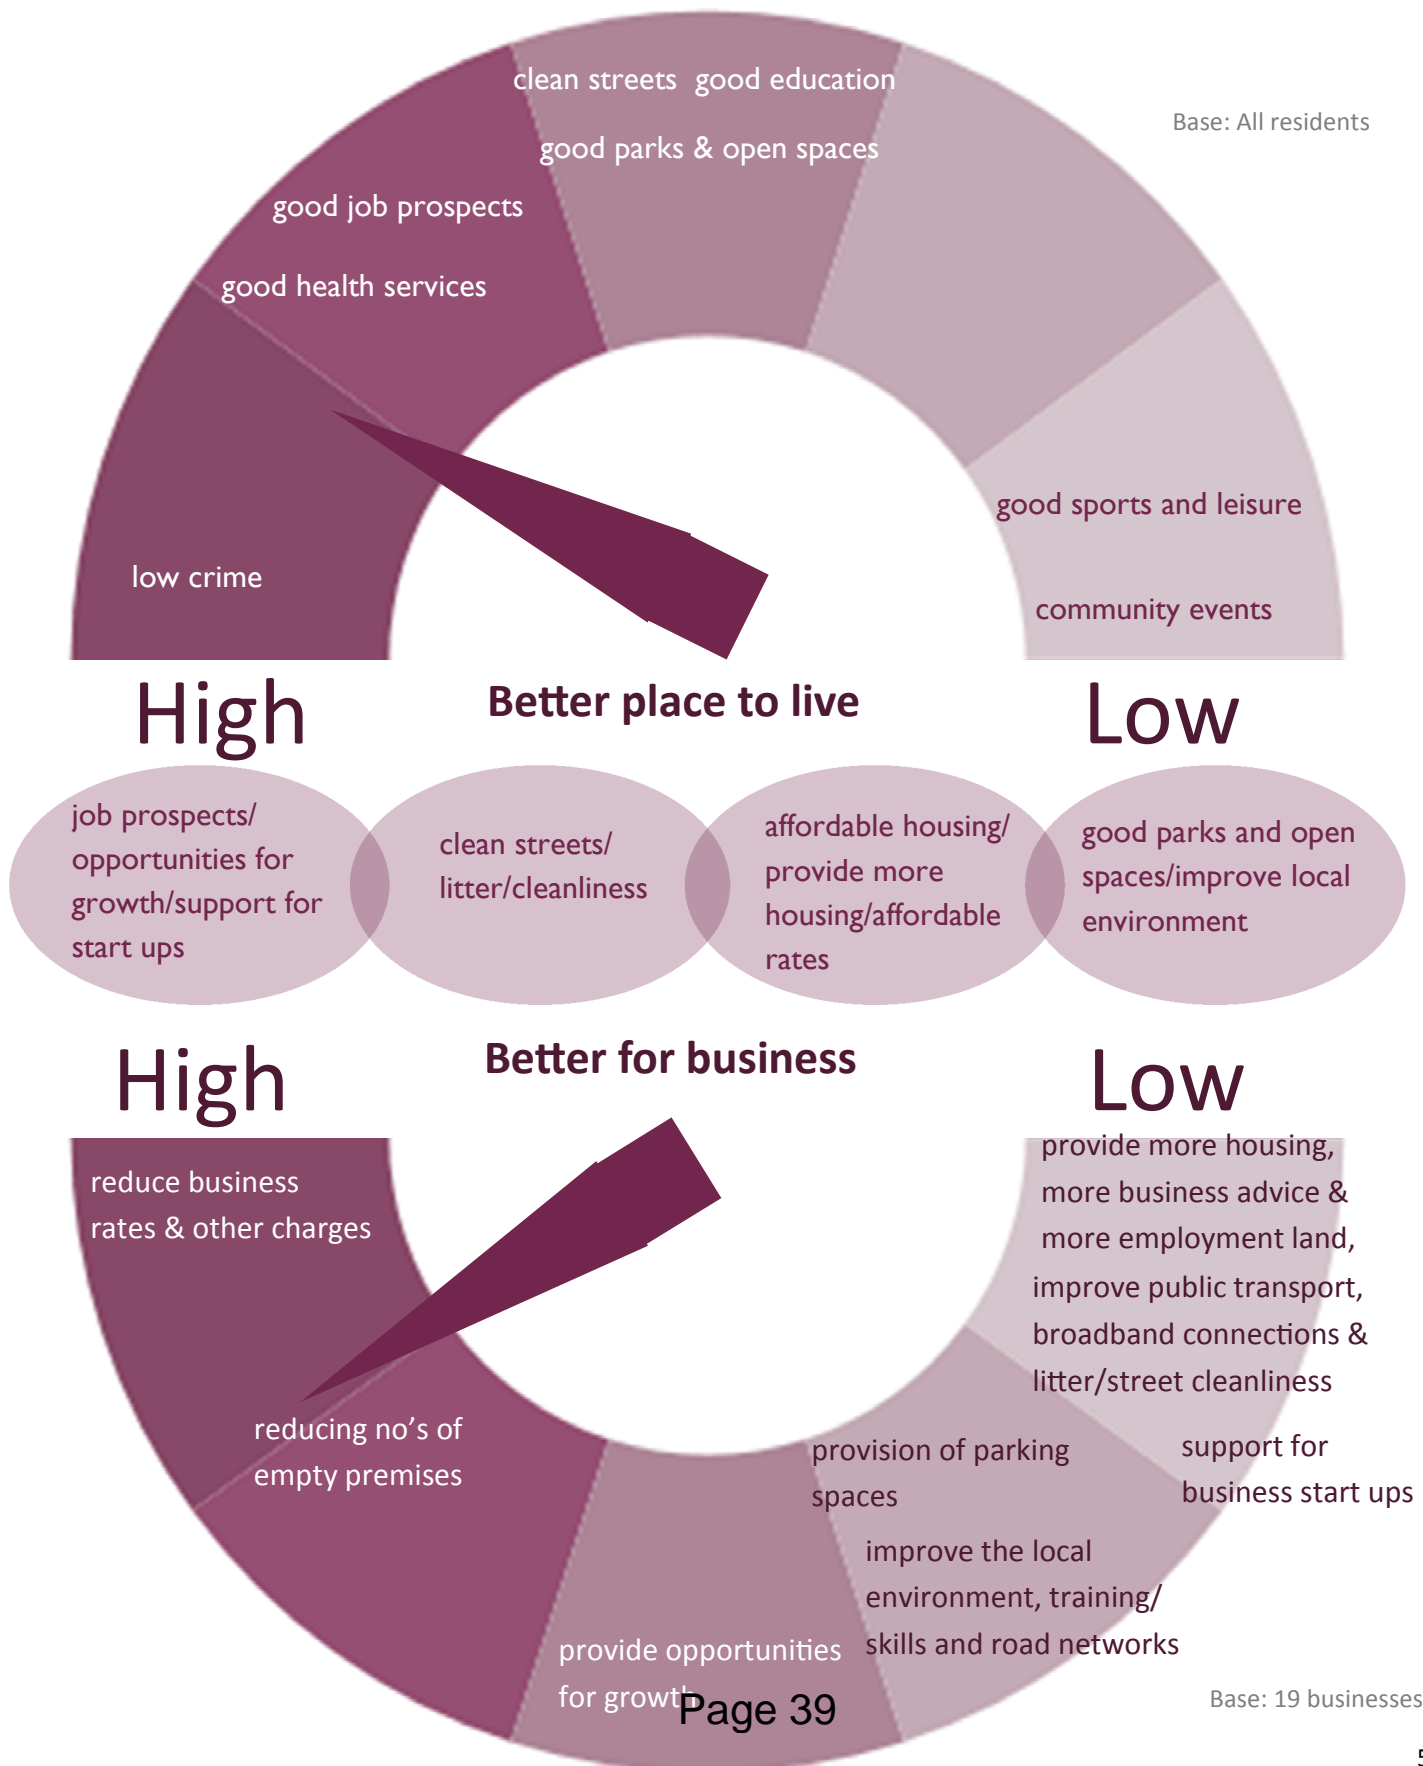 clean streets good education
Base: All residents
good parks & open spaces
good job prospects
good health services
good sports and leisure
low crime
community events
High
Better place to live
Low
job prospects/
opportunities for
growth/support for
start ups
clean streets/
litter/cleanliness
affordable housing/
provide more
housing/affordable
rates
good parks and open
spaces/improve local
environment
High
Better for business
Low
reduce business
rates & other charges
provide more housing,
more business advice &
more employment land,
improve public transport,
broadband connections &
litter/street cleanliness
reducing no's of
empty premises
provision of parking
spaces
support for
business start ups
improve the local
environment, training/
skills and road networks
provide opportunities
for growth
Page 39
Base: 19 businesses
5